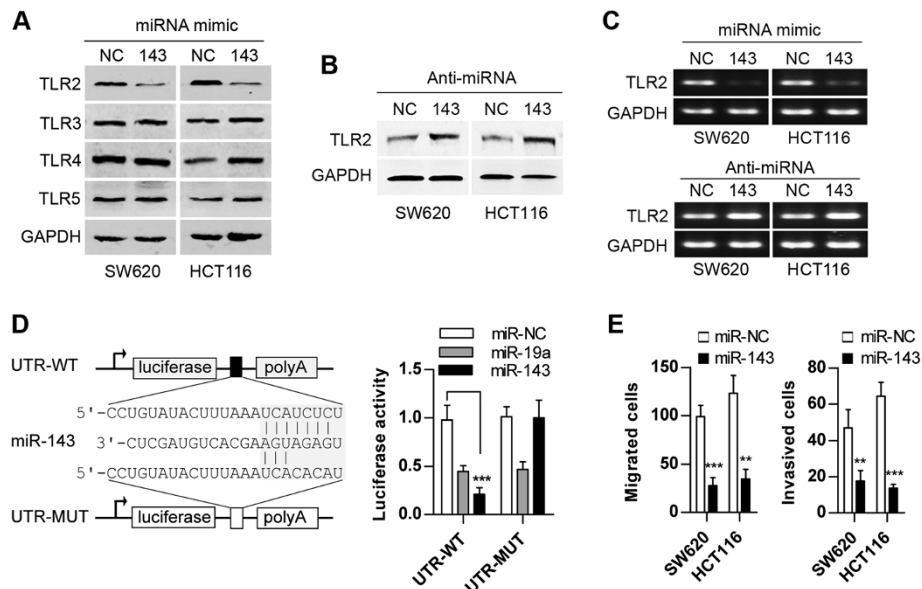 A
miRNA mimic
NC 143 NC 143
TLR2
TLR3
TLR4
TLR5
GAPDH
SW620 HCT116
B
Anti-miRNA
NC 143 NC 143
TLR2
GAPDH
SW620 HCT116
C
miRNA mimic
NC 143 NC 143
TLR2
GAPDH
SW620 HCT116
Anti-miRNA
NC 143 NC 143
TLR2
GAPDH
SW620 HCT116
D
UTR-WT luciferase polyA
5'-CCUGUAUACUUUAAAUCAUCUCU
miR-143 3'-CUCGAUGUCACGAAGUAGAGU
5'-CCUGUAUACUUUAAAUCACACAU
UTR-MUT luciferase polyA
miR-NC
miR-19a
miR-143
Luciferase activity
1.5
1.0
0.5
0.0
***
UTR-WT
UTR-MUT
E
miR-NC
miR-143
Migrated cells
150
100
50
0
*** **
SW620
HCT116
miR-NC
miR-143
Invasived cells
80
60
40
20
0
** ***
SW620
HCT116